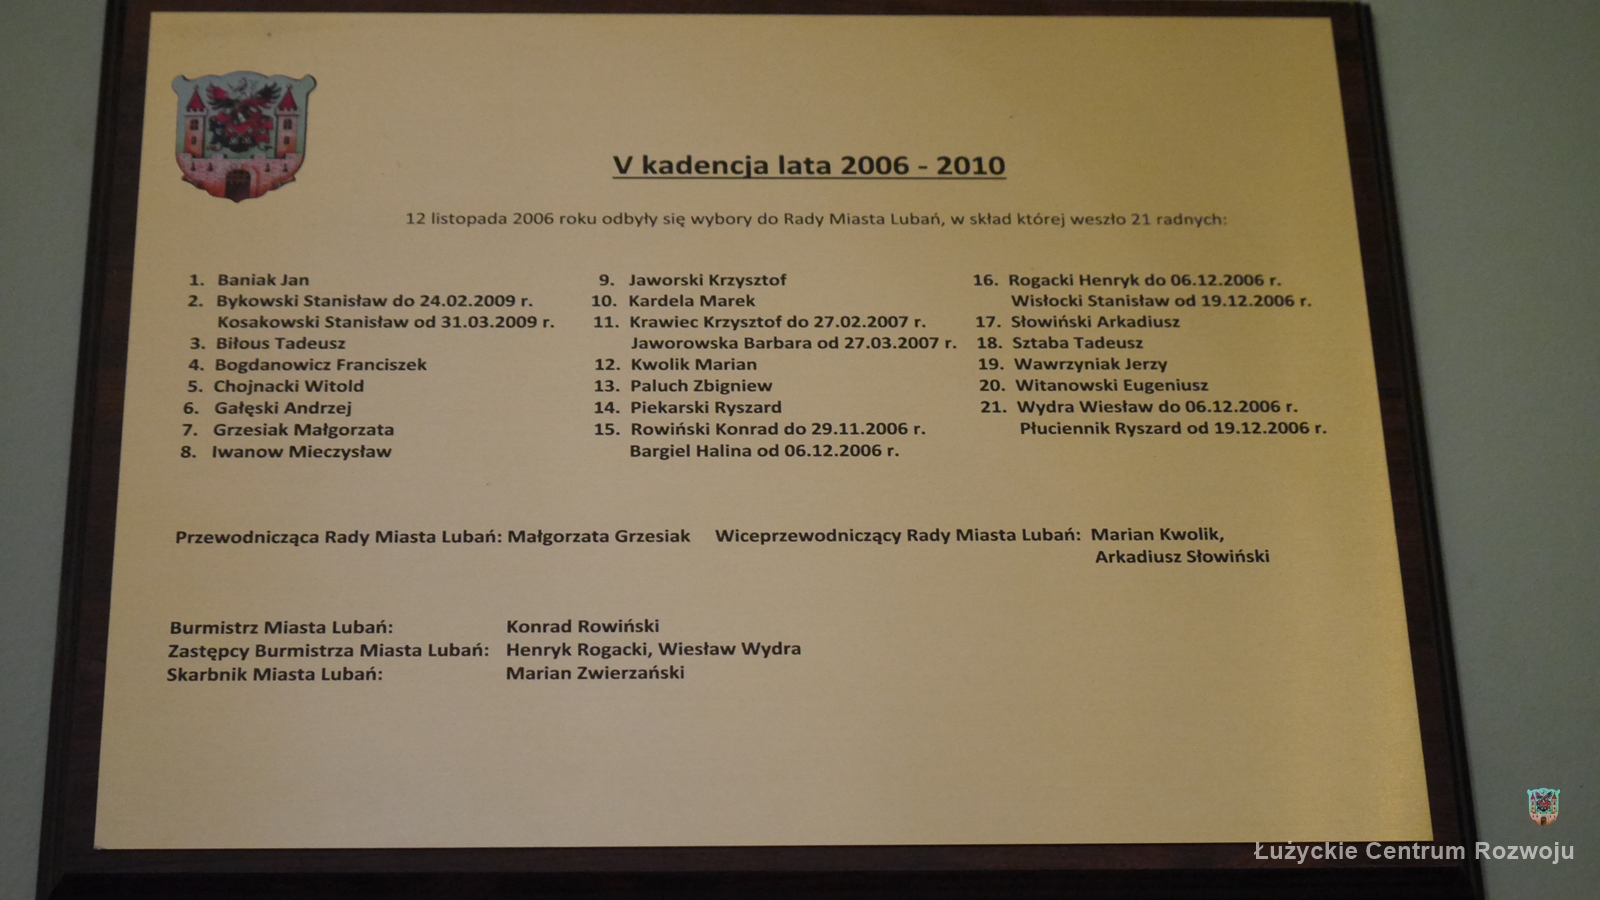 V kadencja lata 2006 - 2010
12 listopada 2006 roku odbyły się wybory do Rady Miasta Lubań, w skład której weszło 21 radnych:
1. Baniak Jan
2. Bykowski Stanisław do 24.02.2009 r.
Kosakowski Stanisław od 31.03.2009 r.
3. Biłous Tadeusz
4. Bogdanowicz Franciszek
5. Chojnacki Witold
6. Gałęski Andrzej
7. Grzesiak Małgorzata
8. Iwanow Mieczysław
9. Jaworski Krzysztof
10. Kardela Marek
11. Krawiec Krzysztof do 27.02.2007 r.
Jaworowska Barbara od 27.03.2007 r.
12. Kwolik Marian
13. Paluch Zbigniew
14. Piekarski Ryszard
15. Rowiński Konrad do 29.11.2006 r.
Bargiel Halina od 06.12.2006 r.
16. Rogacki Henryk do 06.12.2006 r.
Wisłocki Stanisław od 19.12.2006 r.
17. Słowiński Arkadiusz
18. Sztaba Tadeusz
19. Wawrzyniak Jerzy
20. Witanowski Eugeniusz
21. Wydra Wiesław do 06.12.2006 r.
Płuciennik Ryszard od 19.12.2006 r.
Przewodnicząca Rady Miasta Lubań: Małgorzata Grzesiak Wiceprzewodniczący Rady Miasta Lubań: Marian Kwolik,
Arkadiusz Słowiński
Burmistrz Miasta Lubań: Konrad Rowiński
Zastępcy Burmistrza Miasta Lubań: Henryk Rogacki, Wiesław Wydra
Skarbnik Miasta Lubań: Marian Zwierzański
Łużyckie Centrum Rozwoju